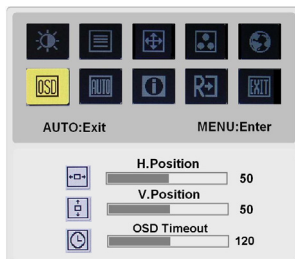 OSD AUTO i R EXIT
AUTO:Exit MENU:Enter
H.Position
50
V.Position
50
OSD Timeout
120